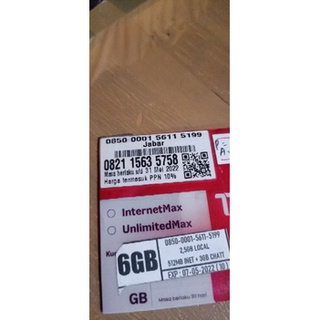 0850-0001 5611 5199
Jabar
0821 1563 5758
Masa berlaku s/d 31 Mei 2022
Harga termasuk PPN 10%
InternetMax
UnlimitedMax
6GB
0850-0001-5611-5199
2,5GB LOCAL
512MB INET + 3GB CHATT
EXP : 07-05-2022
GB